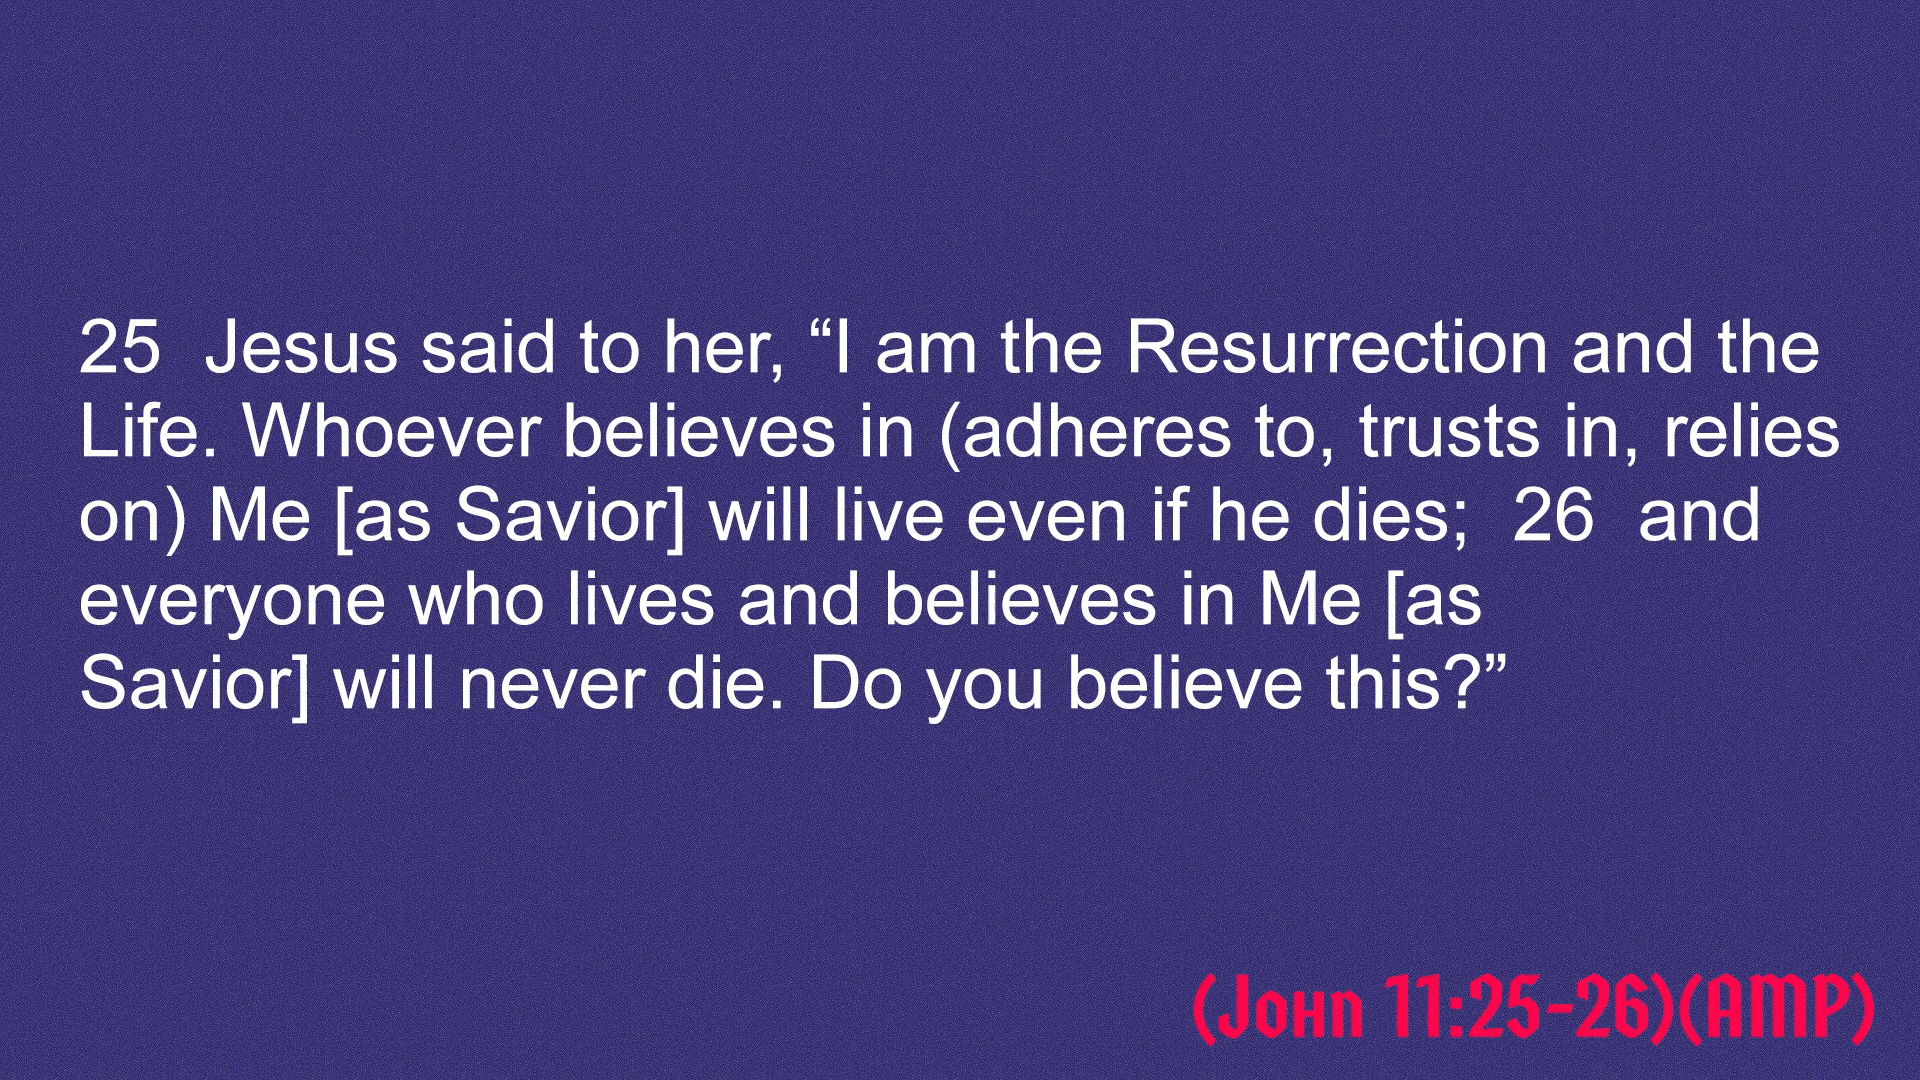 25  Jesus said to her, “I am the Resurrection and the
Life. Whoever believes in (adheres to, trusts in, relies
on) Me [as Savior] will live even if he dies;  26  and
everyone who lives and believes in Me [as
Savior] will never die. Do you believe this?”
(John 11:25-26)(AMP)